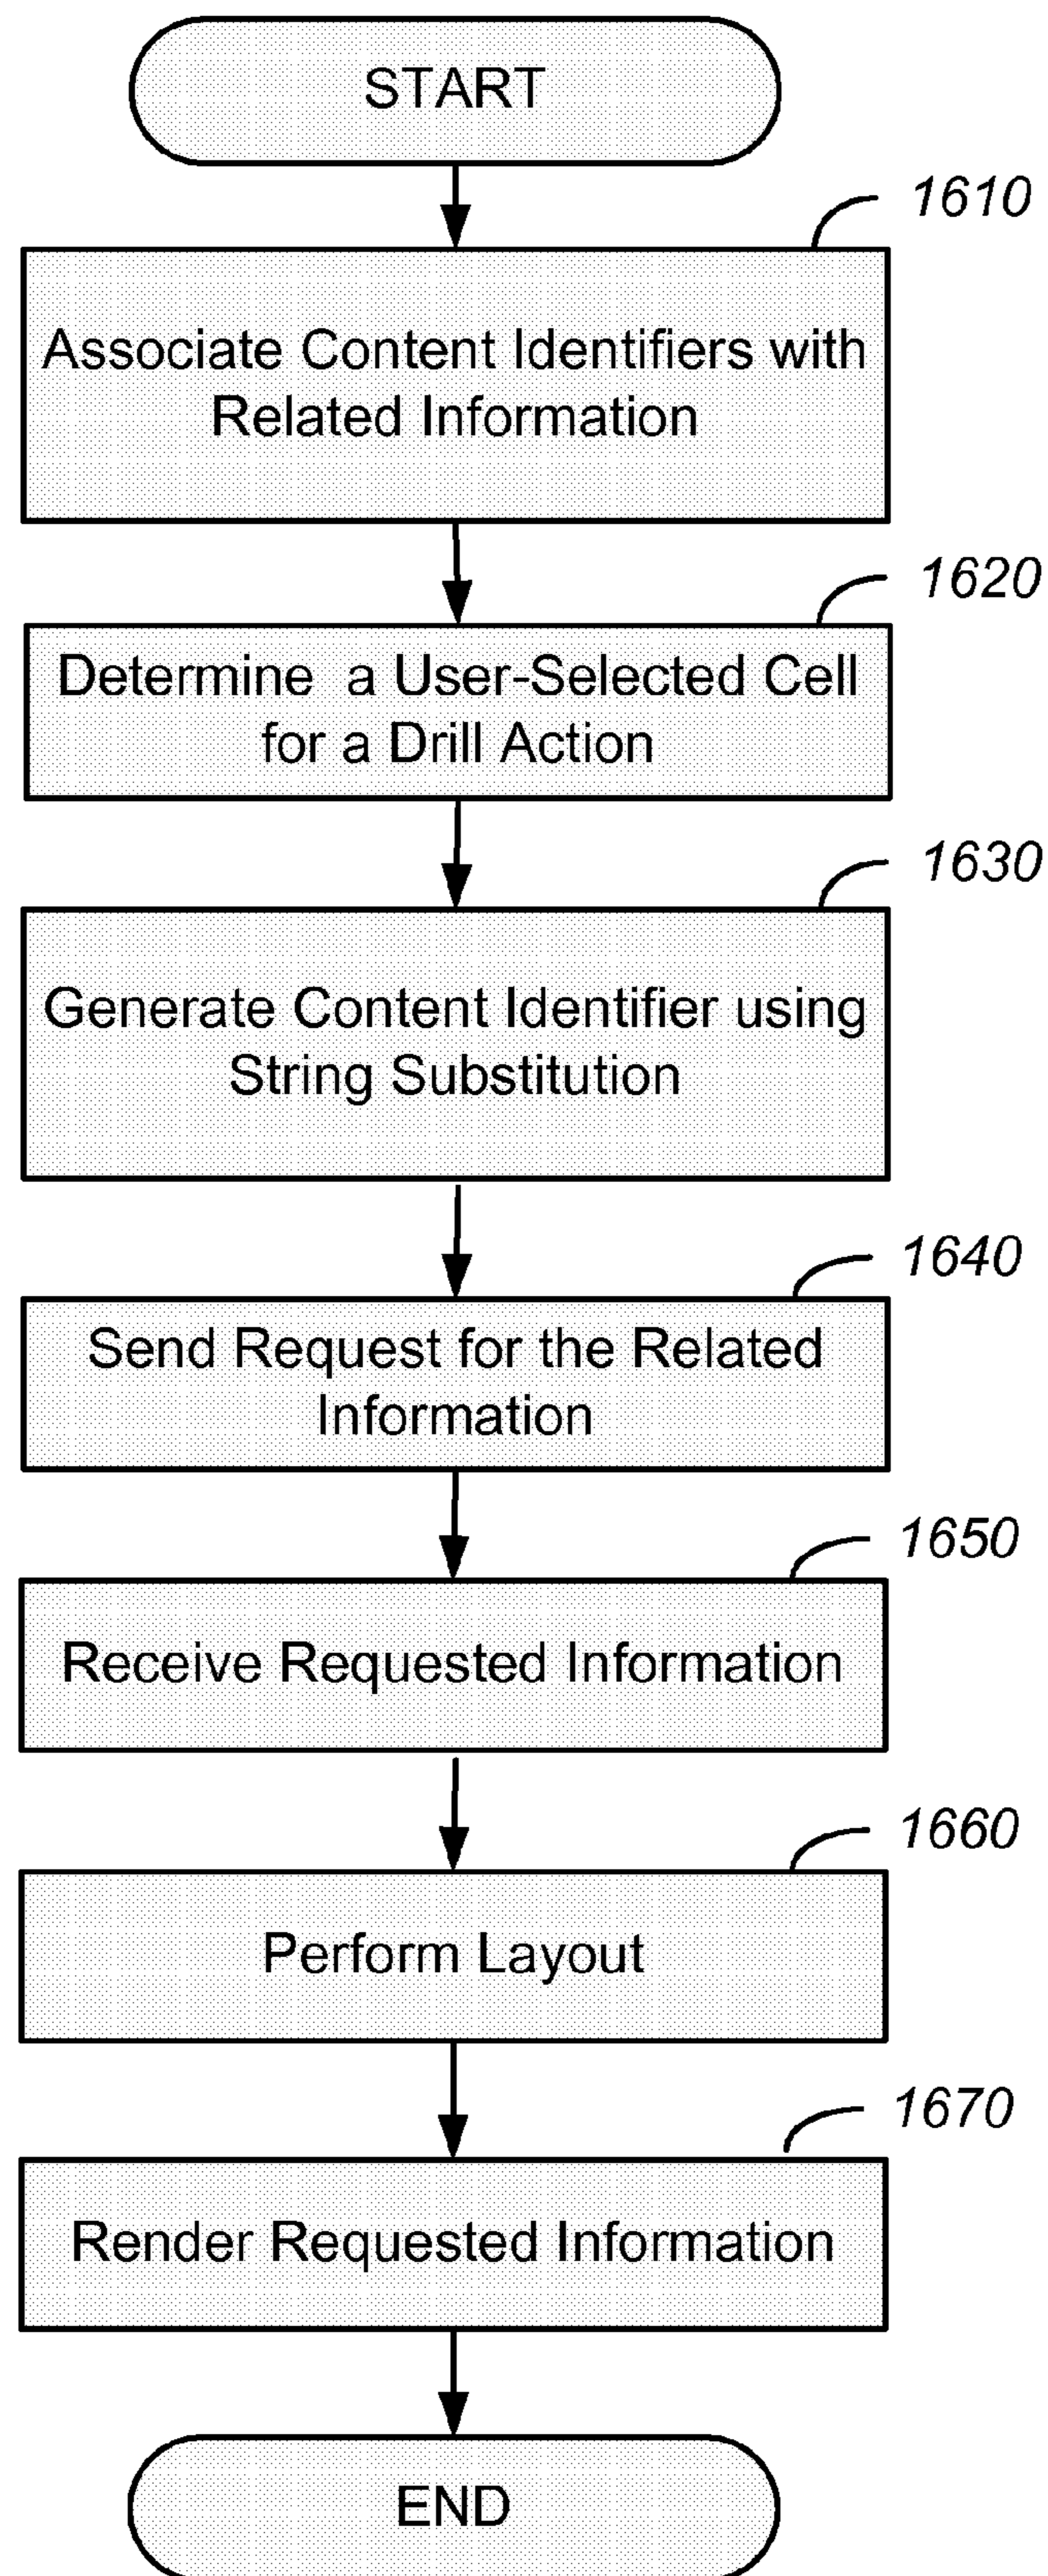 START
1610
Associate Content Identifiers with
Related Information
1620
Determine a User-Selected Cell
for a Drill Action
1630
Generate Content Identifier using
String Substitution
1640
Send Request for the Related
Information
1650
Receive Requested Information
1660
Perform Layout
1670
Render Requested Information
END